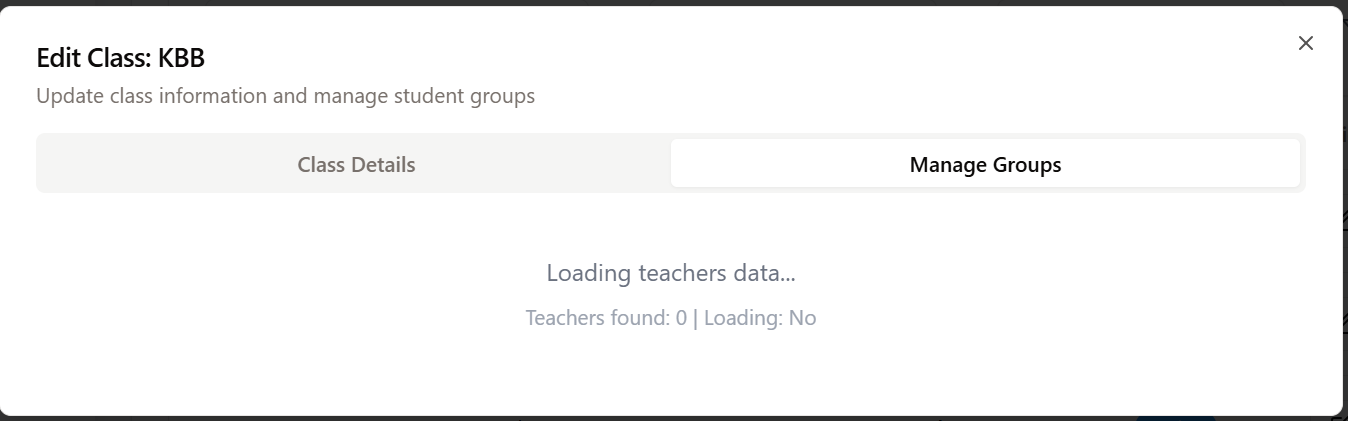 Edit Class: KBB
Update class information and manage student groups
Class Details
Manage Groups
Loading teachers data...
Teachers found: 0 | Loading: No